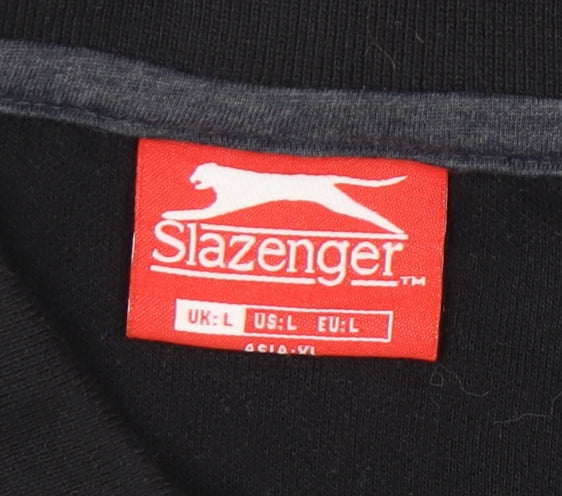 Slazenger™
UK: L US: L EU: L
ASIA: XL